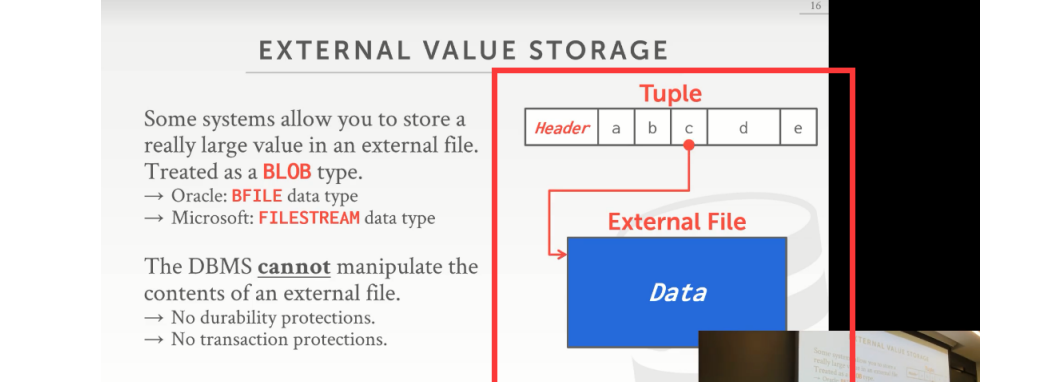 16
EXTERNAL VALUE STORAGE
Some systems allow you to store a
really large value in an external file.
Treated as a BLOB type.
→ Oracle: BFILE data type
→ Microsoft: FILESTREAM data type
The DBMS cannot manipulate the
contents of an external file.
→ No durability protections.
→ No transaction protections.
Tuple
Header a b c d e
External File
Data